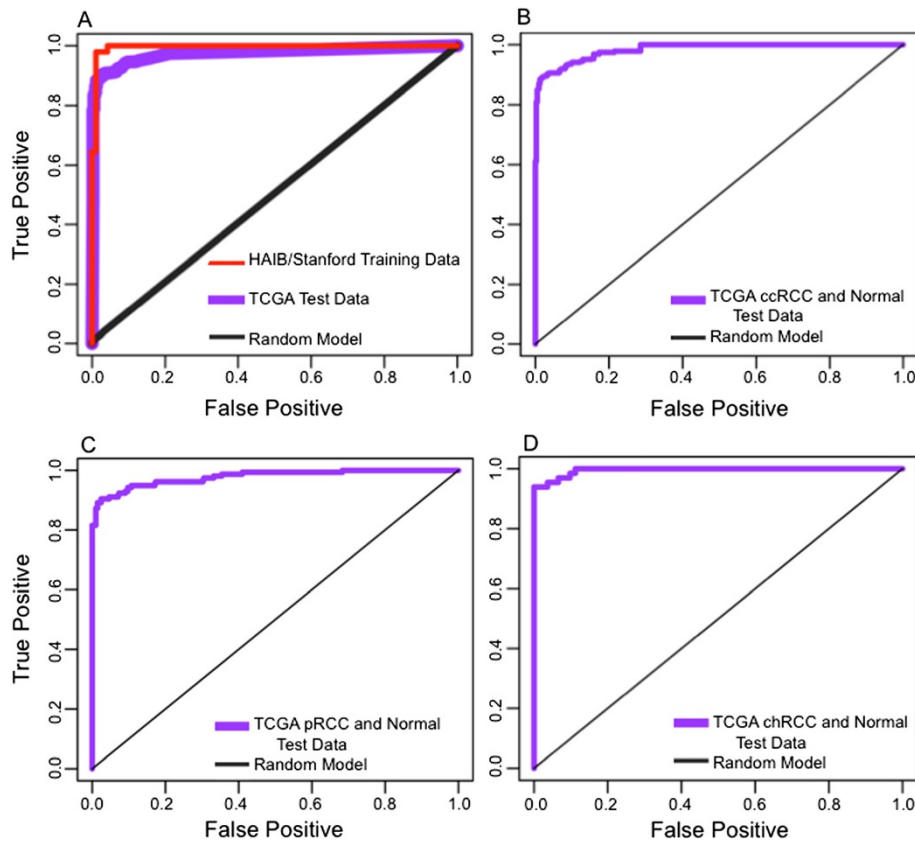 A
True Positive
1.0
0.8
0.6
0.4
0.2
0.0
HAIB/Stanford Training Data
TCGA Test Data
Random Model
0.0 0.2 0.4 0.6 0.8 1.0
False Positive
B
1.0
0.8
0.6
0.4
0.2
0.0
TCGA ccRCC and Normal
Test Data
Random Model
0.0 0.2 0.4 0.6 0.8 1.0
False Positive
C
True Positive
1.0
0.8
0.6
0.4
0.2
0.0
TCGA pRCC and Normal
Test Data
Random Model
0.0 0.2 0.4 0.6 0.8 1.0
False Positive
D
1.0
0.8
0.6
0.4
0.2
0.0
TCGA chRCC and Normal
Test Data
Random Model
0.0 0.2 0.4 0.6 0.8 1.0
False Positive